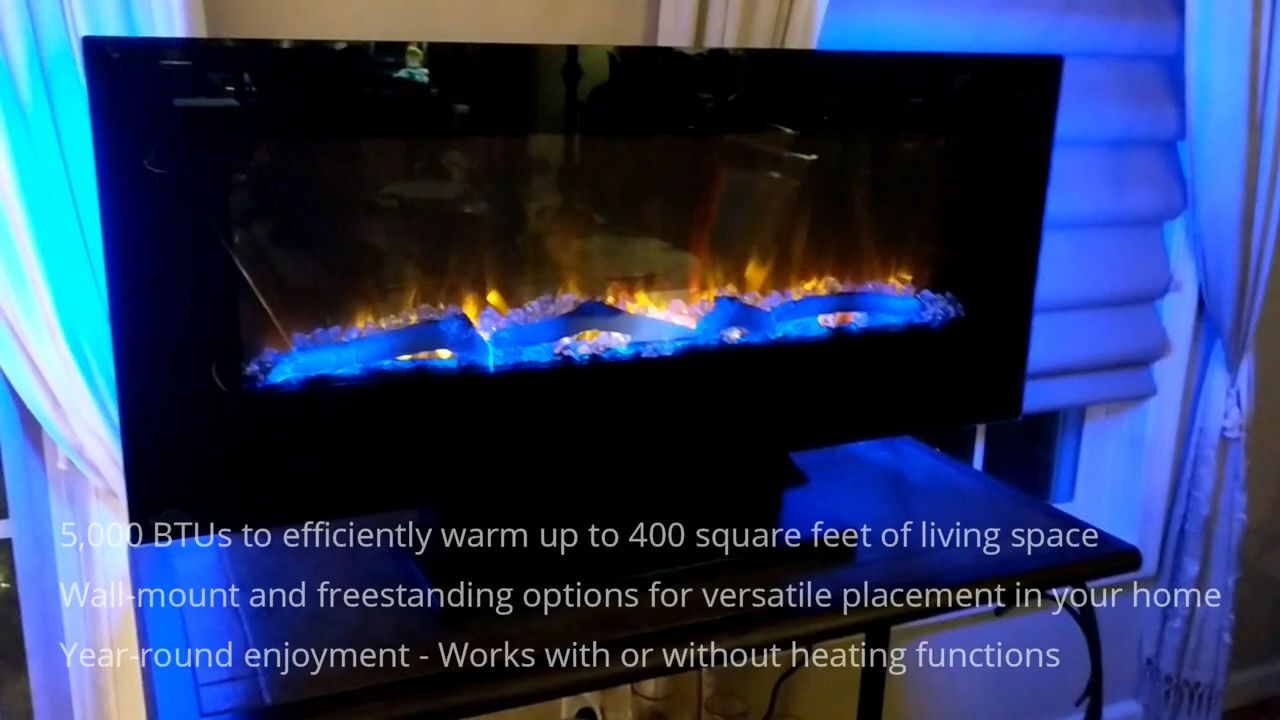 5,000 BTUs to efficiently warm up to 400 square feet of living space
Wall-mount and freestanding options for versatile placement in your home
Year-round enjoyment - Works with or without heating functions